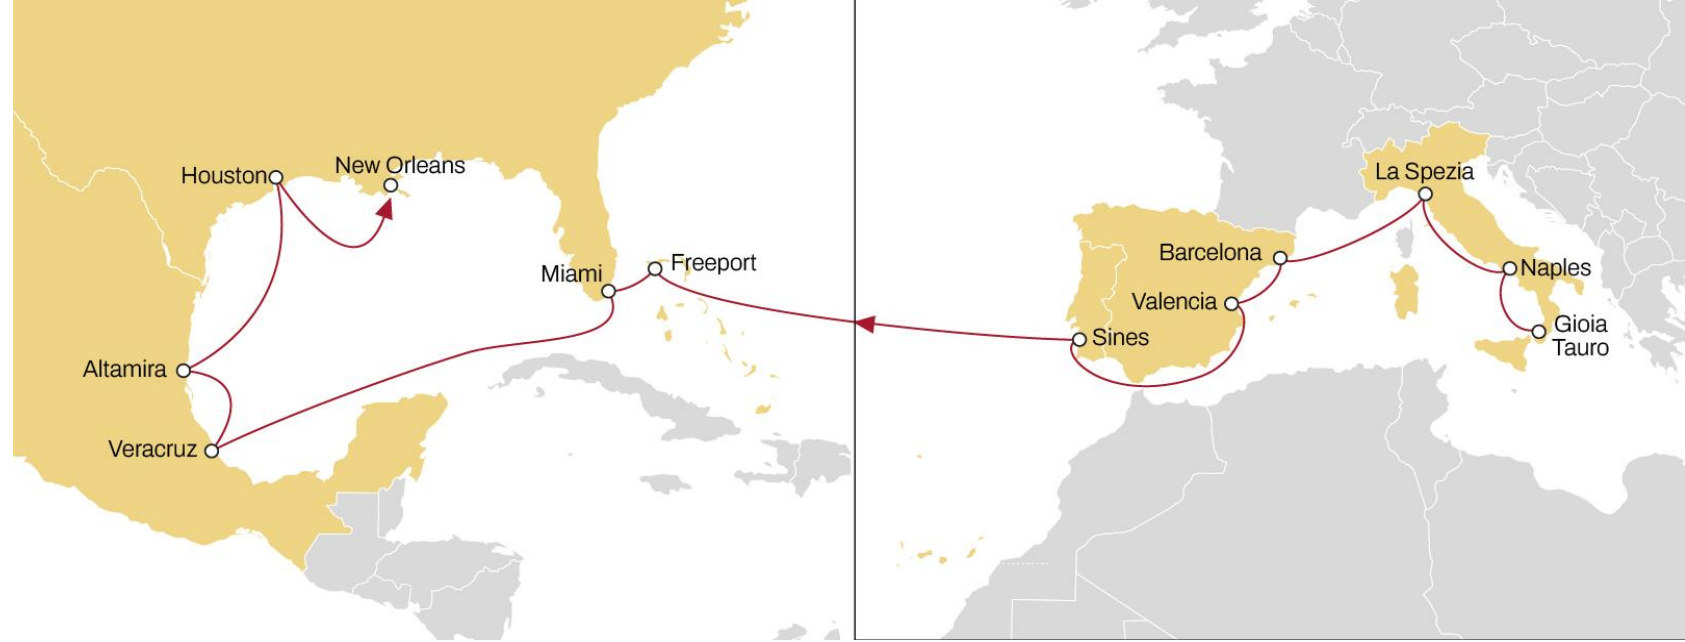 New Orleans
Houston
Miami
Freeport
Altamira
Veracruz
La Spezia
Barcelona
Naples
Valencia
Sines
Gioia
Tauro